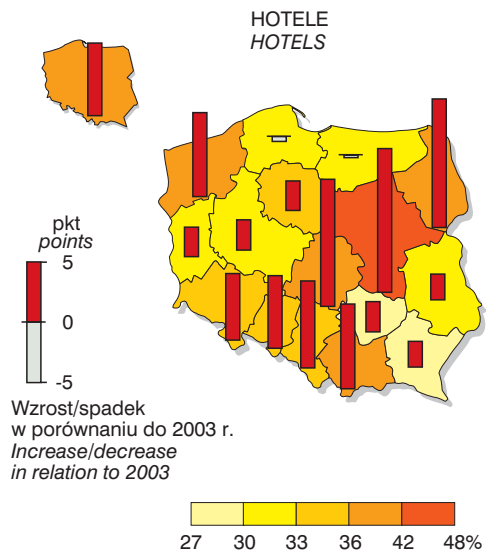 HOTELE
HOTELS
pkt
points
5
0
-5
Wzrost/spadek
w porównaniu do 2003 r.
Increase/decrease
in relation to 2003
27 30 33 36 42 48%